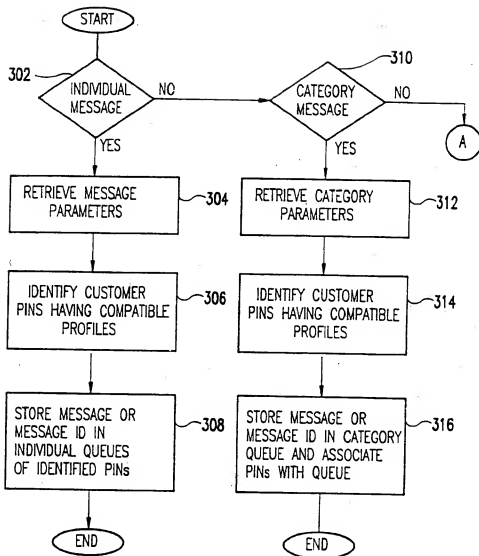 START
302
INDIVIDUAL
MESSAGE
NO
YES
310
CATEGORY
MESSAGE
NO
A
YES
RETRIEVE MESSAGE
PARAMETERS
304
RETRIEVE CATEGORY
PARAMETERS
312
IDENTIFY CUSTOMER
PINS HAVING COMPATIBLE
PROFILES
306
IDENTIFY CUSTOMER
PINS HAVING COMPATIBLE
PROFILES
314
STORE MESSAGE OR
MESSAGE ID IN
INDIVIDUAL QUEUES
OF IDENTIFIED PINs
308
STORE MESSAGE OR
MESSAGE ID IN CATEGORY
QUEUE AND ASSOCIATE
PINs WITH QUEUE
316
END
END